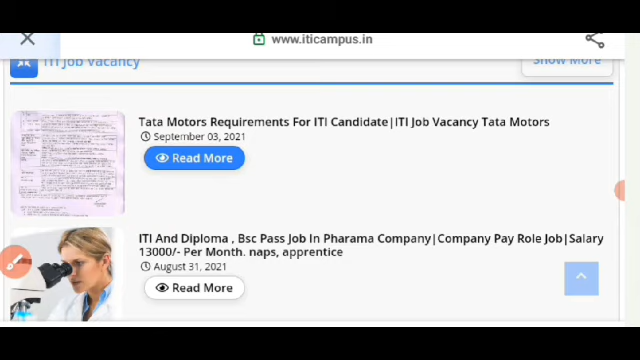 www.iticampus.in
ITI Job Vacancy
Show More
Tata Motors Requirements For ITI Candidate|ITI Job Vacancy Tata Motors
September 03, 2021
Read More
ITI And Diploma , Bsc Pass Job In Pharama Company|Company Pay Role Job|Salary
13000/- Per Month. naps, apprentice
August 31, 2021
Read More